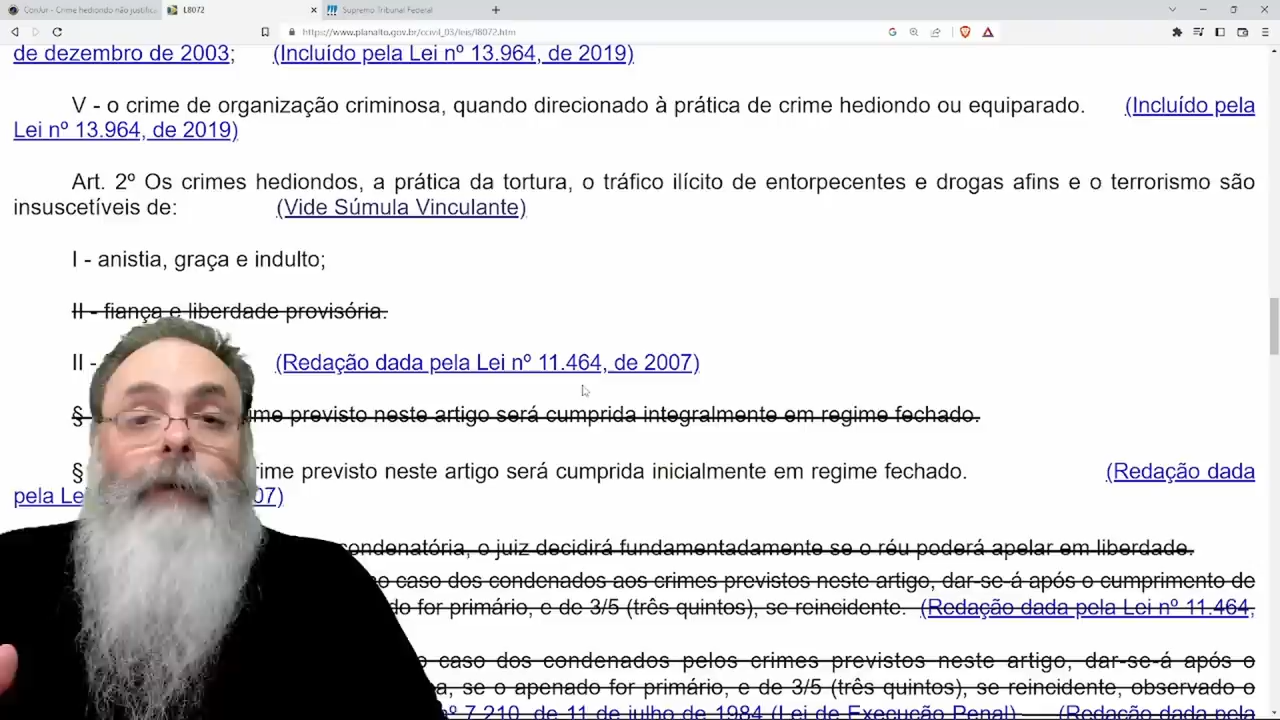 ConJur - Crime hediondo não justifica
L8072
Supremo Tribunal Federal
https://www.planalto.gov.br/ccivil_03/leis/l8072.htm
de dezembro de 2003; (Incluído pela Lei nº 13.964, de 2019)
V - o crime de organização criminosa, quando direcionado à prática de crime hediondo ou equiparado. (Incluído pela
Lei nº 13.964, de 2019)
Art. 2º Os crimes hediondos, a prática da tortura, o tráfico ilícito de entorpecentes e drogas afins e o terrorismo são
insuscetíveis de: (Vide Súmula Vinculante)
I - anistia, graça e indulto;
II - fiança e liberdade provisória.
II - (Redação dada pela Lei nº 11.464, de 2007)
§ ime previsto neste artigo será cumprida integralmente em regime fechado.
§ rime previsto neste artigo será cumprida inicialmente em regime fechado. (Redação dada
pela Le 07)
condenatória, o juiz decidirá fundamentadamente se o réu poderá apelar em liberdade.
o caso dos condenados aos crimes previstos neste artigo, dar-se-á após o cumprimento de
do for primário, e de 3/5 (três quintos), se reincidente. (Redação dada pela Lei nº 11.464,
o caso dos condenados pelos crimes previstos neste artigo, dar-se-á após o
a, se o apenado for primário, e de 3/5 (três quintos), se reincidente, observado o
nº 7.210, de 11 de julho de 1984 (Lei de Execução Penal). (Redação dada pela